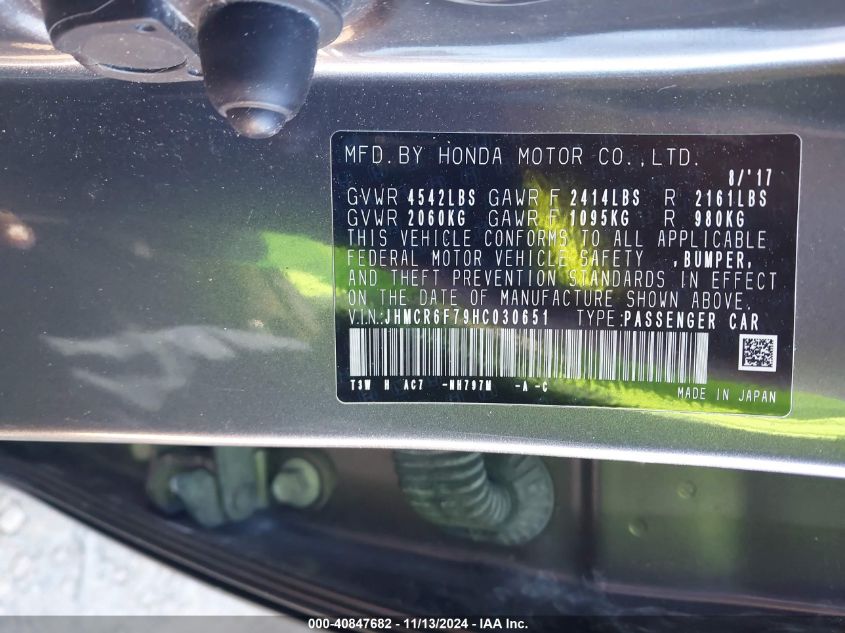 MFD.BY HONDA MOTOR CO.,LTD.
8/'17
GVWR 4542LBS GAWR F 2414LBS R 2161LBS
GVWR 2060KG GAWR F 1095KG R 980KG
THIS VEHICLE CONFORMS TO ALL APPLICABLE
FEDERAL MOTOR VEHICLE SAFETY ,BUMPER,
AND THEFT PREVENTION STANDARDS IN EFFECT
ON THE DATE OF MANUFACTURE SHOWN ABOVE.
V.I.N.:JHMCR6F79HC030651 TYPE:PASSENGER CAR
T3W H AC7 -NH797M -A-C
MADE IN JAPAN
000-40847682 - 11/13/2024 - IAA Inc.